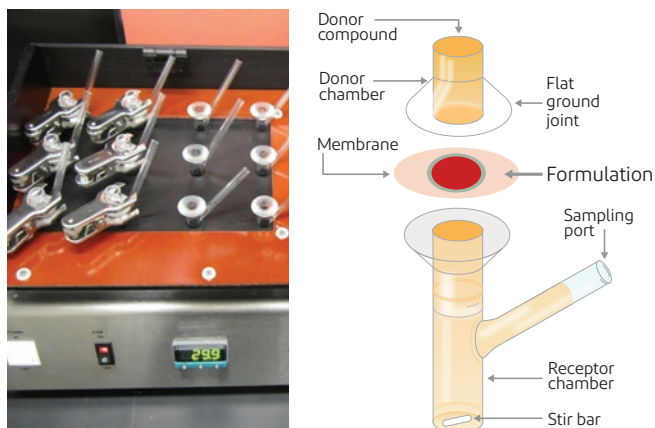 Donor
compound
Donor
chamber
Flat
ground
joint
Membrane
Formulation
Sampling
port
Receptor
chamber
Stir bar
29.9